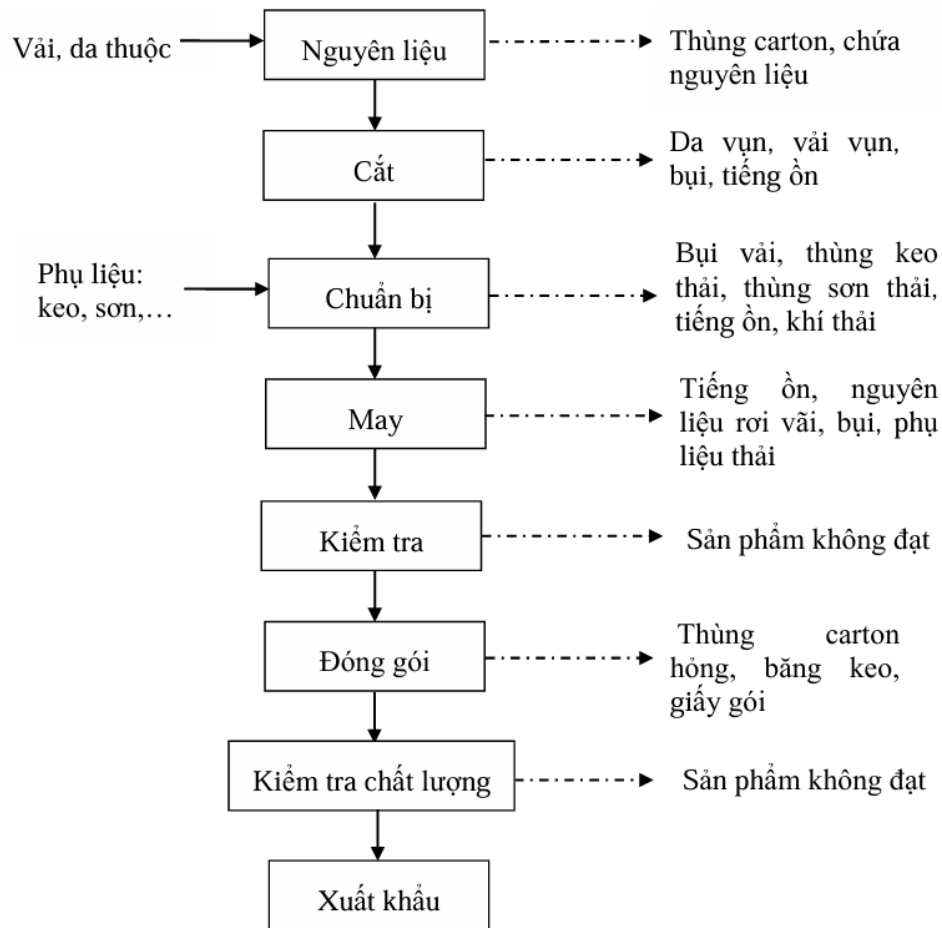 Vải, da thuộc
Nguyên liệu
Thùng carton, chứa
nguyên liệu
Cắt
Da vụn, vải vụn,
bụi, tiếng ồn
Phụ liệu:
keo, sơn,…
Chuẩn bị
Bụi vải, thùng keo
thải, thùng sơn thải,
tiếng ồn, khí thải
May
Tiếng ồn, nguyên
liệu rơi vãi, bụi, phụ
liệu thải
Kiểm tra
Sản phẩm không đạt
Đóng gói
Thùng carton
hỏng, băng keo,
giấy gói
Kiểm tra chất lượng
Sản phẩm không đạt
Xuất khẩu